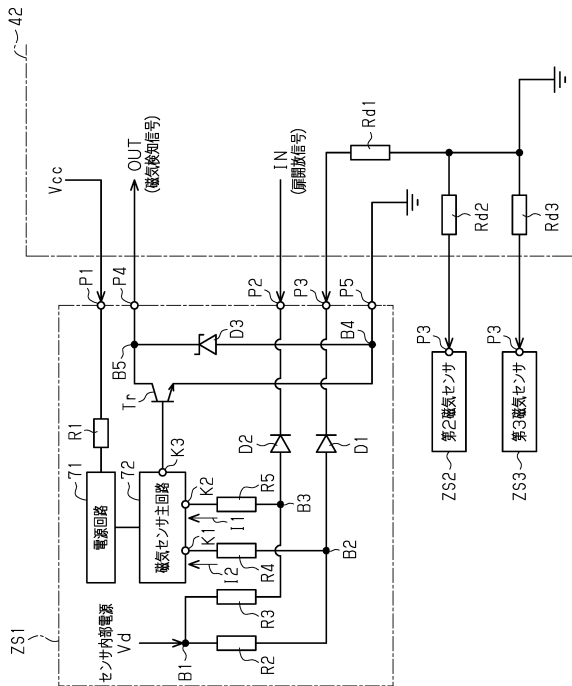 42
Vcc
OUT
(磁気検知信号)
IN
(扉開放信号)
Rd1
Rd2
Rd3
P1
P4
P2
P3
P5
P3
P3
第2磁気センサ
第3磁気センサ
ZS2
ZS3
B5
D3
B4
Tr
R1
71
電源回路
72
磁気センサ主回路
K3
K2
K1
D2
D1
R5
I1
B3
I2
R4
B2
R3
R2
ZS1
センサ内部電源
Vd
B1